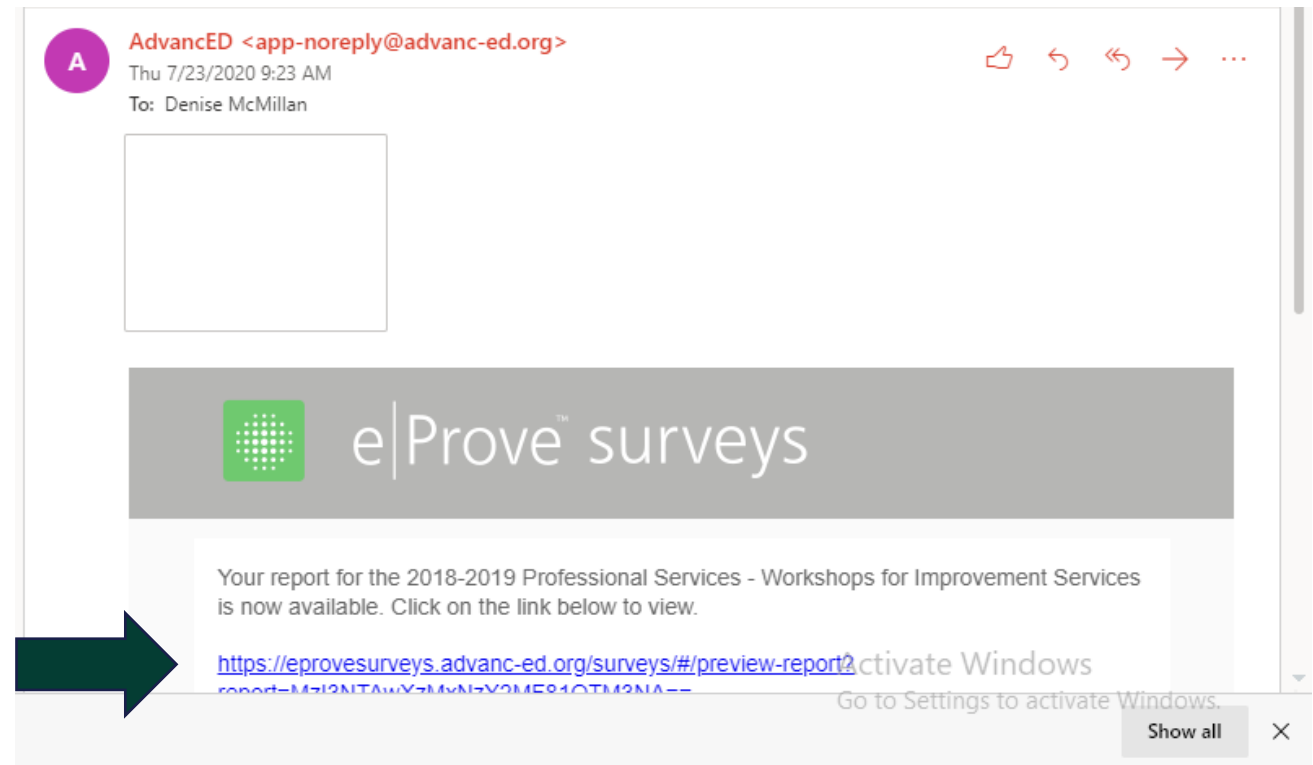 A
AdvancED <app-noreply@advanc-ed.org>
Thu 7/23/2020 9:23 AM
To: Denise McMillan
e|Prove™ surveys
Your report for the 2018-2019 Professional Services - Workshops for Improvement Services
is now available. Click on the link below to view.
https://eprovesurveys.advanc-ed.org/surveys/#/preview-report?
Activate Windows
Go to Settings to activate Windows.
Show all